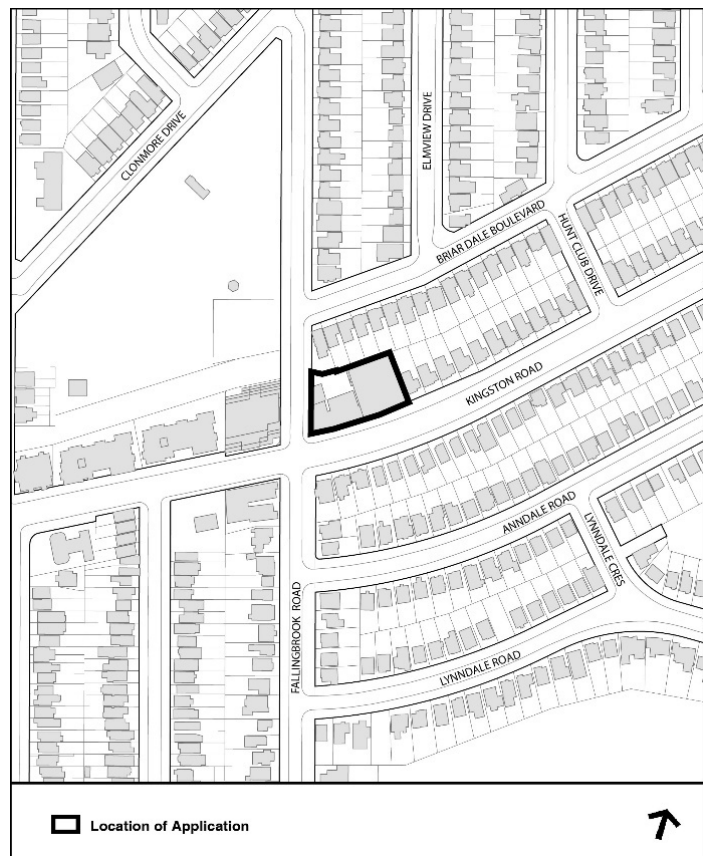 CLONMORE DRIVE
ELMVIEW DRIVE
BRIAR DALE BOULEVARD
HUNT CLUB DRIVE
KINGSTON ROAD
ANNDALE ROAD
LYNNDALE CRES
FALLINGBROOK ROAD
LYNNDALE ROAD
Location of Application